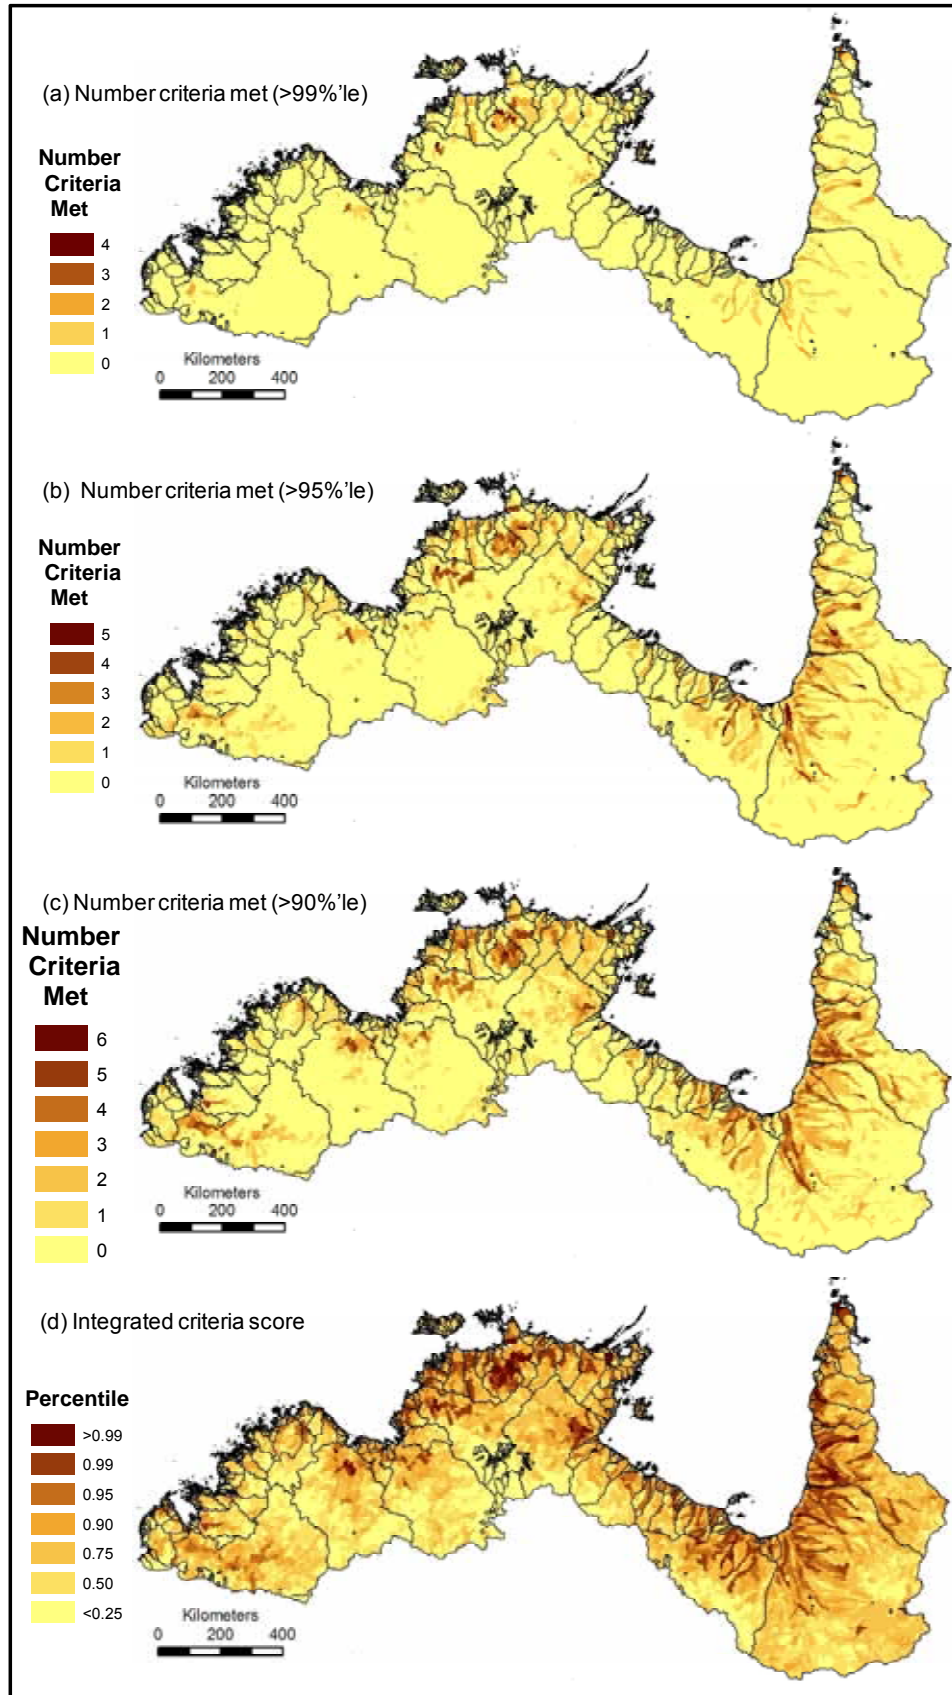 (a) Number criteria met (>99%'le)
Number
Criteria
Met
4
3
2
1
0
Kilometers
0 200 400
(b) Number criteria met (>95%'le)
Number
Criteria
Met
5
4
3
2
1
0
Kilometers
0 200 400
(c) Number criteria met (>90%'le)
Number
Criteria
Met
6
5
4
3
2
1
0
Kilometers
0 200 400
(d) Integrated criteria score
Percentile
>0.99
0.99
0.95
0.90
0.75
0.50
<0.25
Kilometers
0 200 400